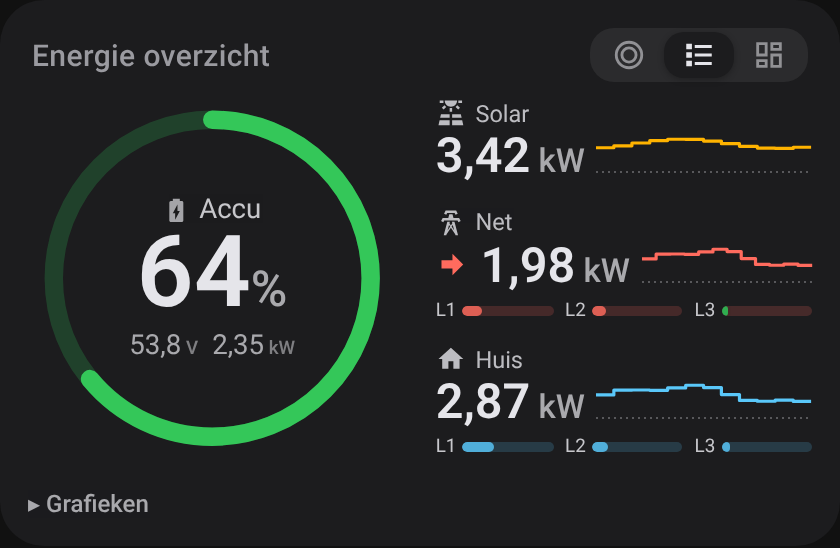 Energie overzicht
Accu
64%
53,8 V 2,35 kW
Solar
3,42 kW
Net
1,98 kW
L1 L2 L3
Huis
2,87 kW
L1 L2 L3
▸ Grafieken